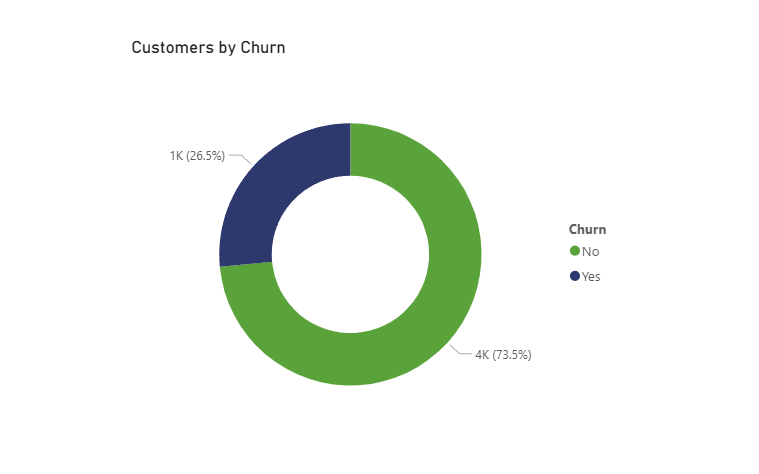 Customers by Churn
1K (26.5%)
4K (73.5%)
Churn
No
Yes